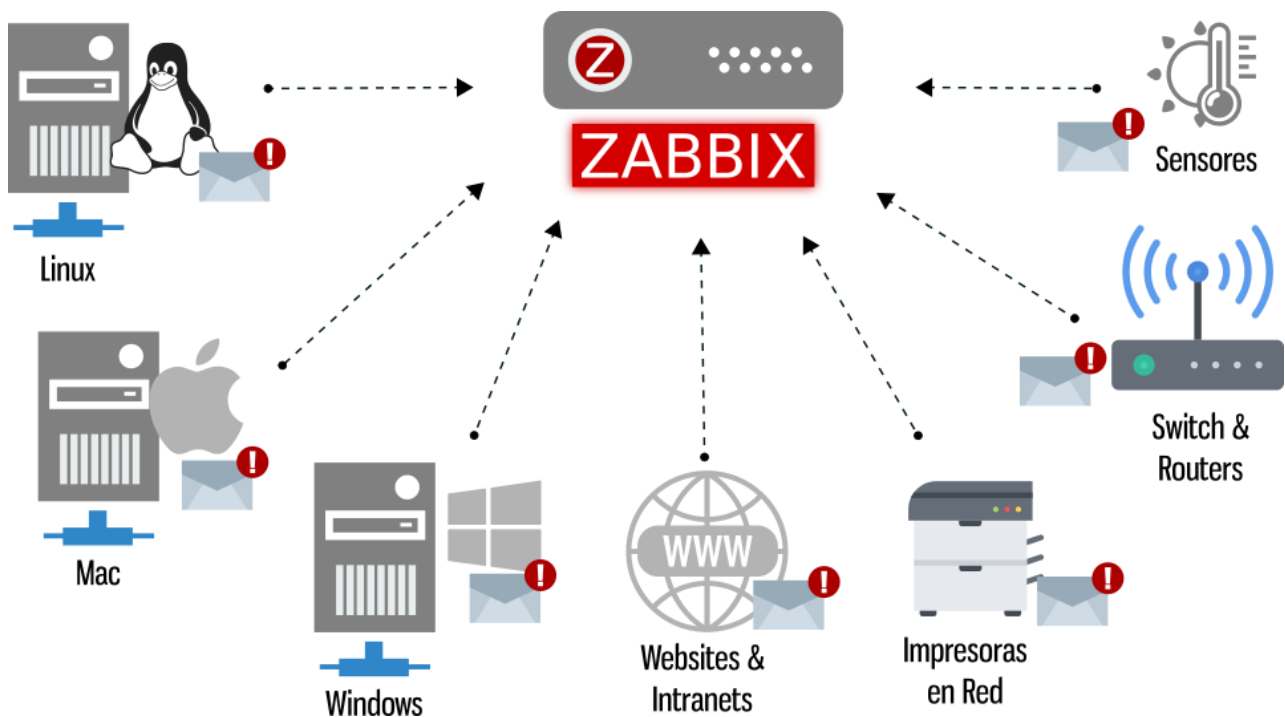 Z
ZABBIX
Sensores
Linux
Switch &
Routers
Mac
WWW
Windows
Websites &
Intranets
Impresoras
en Red